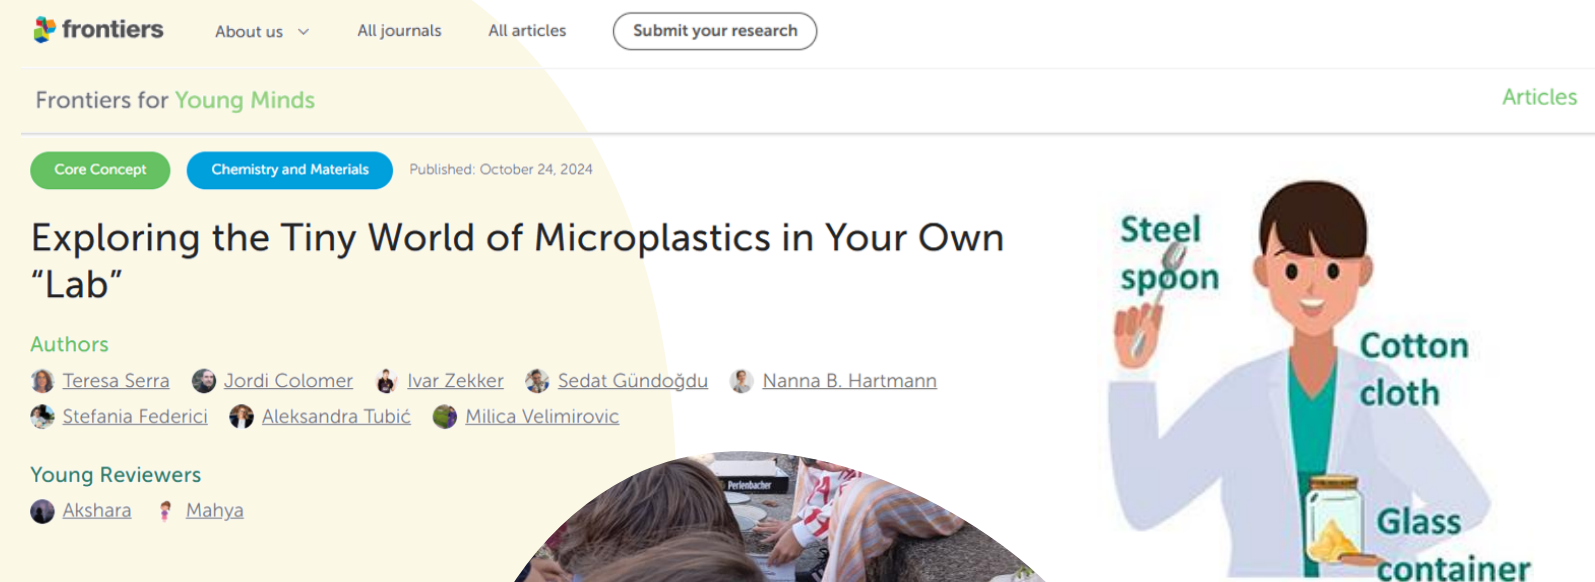 frontiers
About us
All journals
All articles
Submit your research
Frontiers for Young Minds
Articles
Core Concept
Chemistry and Materials
Published: October 24, 2024
Exploring the Tiny World of Microplastics in Your Own
“Lab”
Authors
Teresa Serra
Jordi Colomer
Ivar Zekker
Sedat Gündoğdu
Nanna B. Hartmann
Stefania Federici
Aleksandra Tubić
Milica Velimirovic
Young Reviewers
Akshara
Mahya
Perlenbacher
Steel
spoon
Cotton
cloth
Glass
container